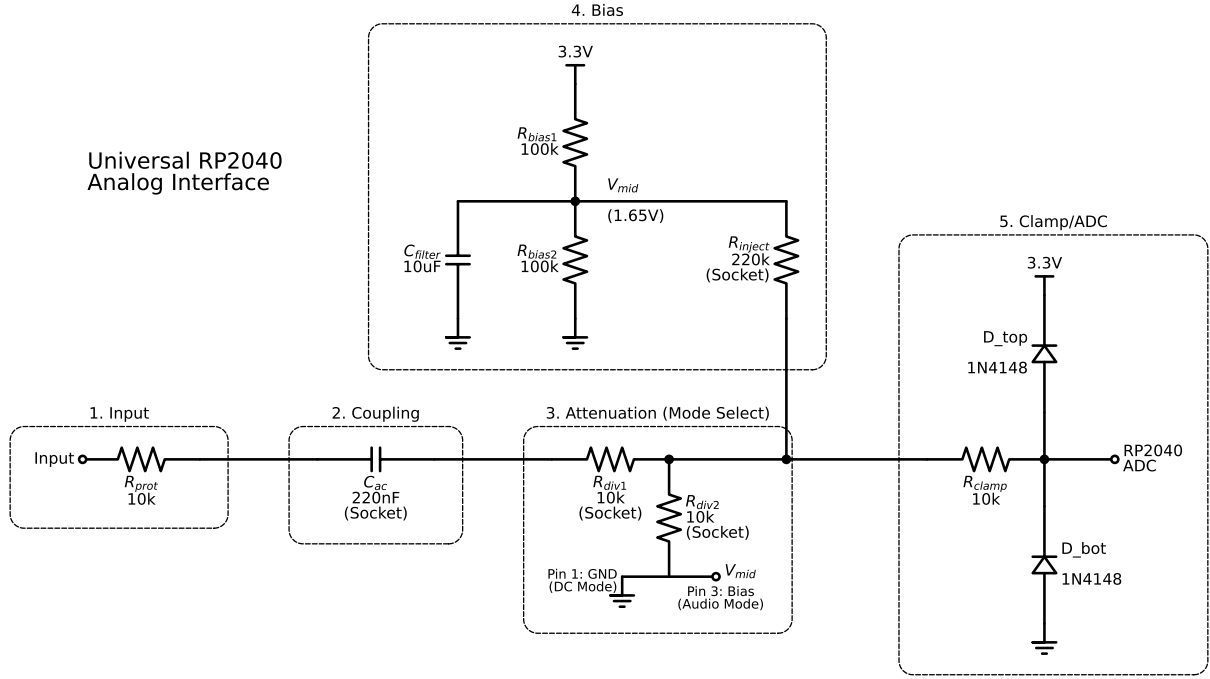 4. Bias
3.3V
Universal RP2040
Analog Interface
R_bias1
100k
V_mid
(1.65V)
C_filter
10uF
R_bias2
100k
R_inject
220k
(Socket)
5. Clamp/ADC
3.3V
D_top
1N4148
1. Input
Input
R_prot
10k
2. Coupling
C_ac
220nF
(Socket)
3. Attenuation (Mode Select)
R_div1
10k
(Socket)
R_div2
10k
(Socket)
Pin 1: GND
(DC Mode)
V_mid
Pin 3: Bias
(Audio Mode)
R_clamp
10k
RP2040
ADC
D_bot
1N4148